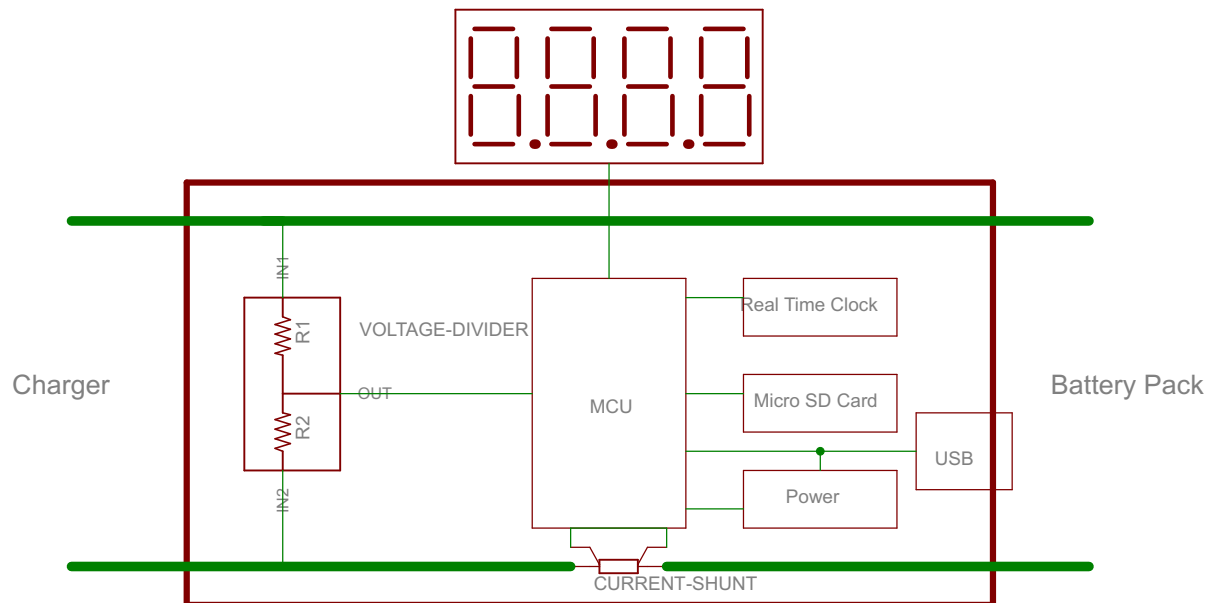 IN1
R1
VOLTAGE-DIVIDER
Real Time Clock
Charger
OUT
MCU
Micro SD Card
Battery Pack
R2
USB
IN2
Power
CURRENT-SHUNT